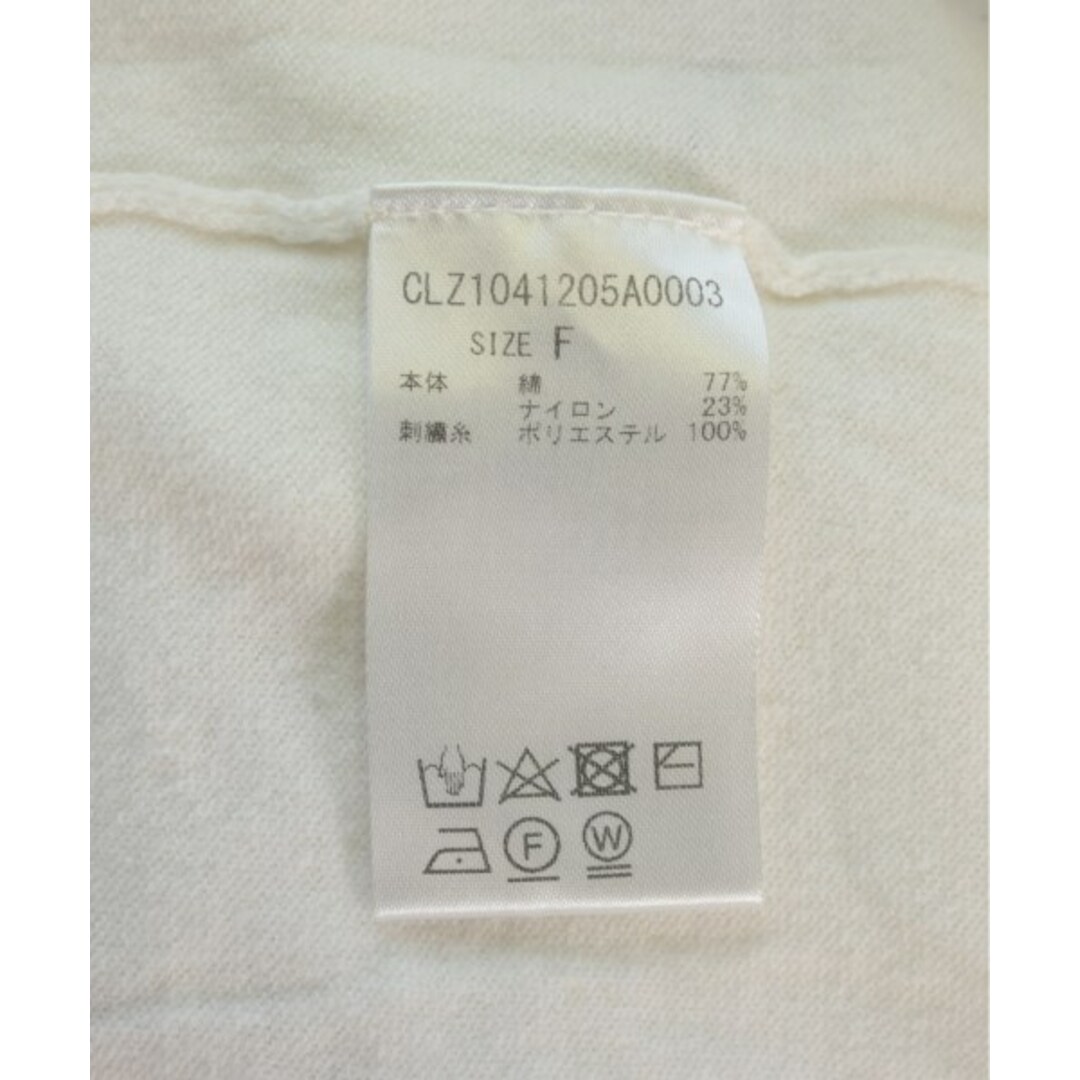 CLZ1041205A0003
SIZE F
本体 綿 77%
ナイロン 23%
刺繍糸 ポリエステル 100%
F W